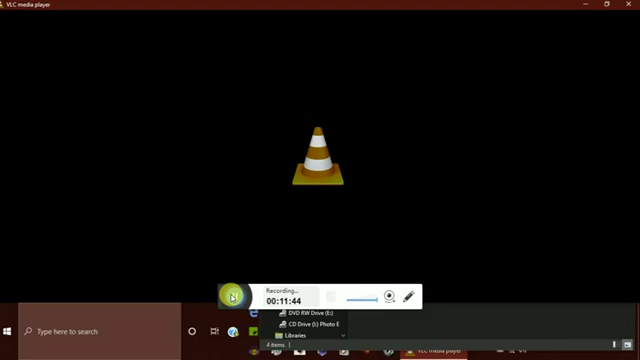 VLC media player
Recording...
00:11:44
DVD RW Drive (E:)
CD Drive (I:) Photo E
Libraries
Type here to search
4 items
VLC media player